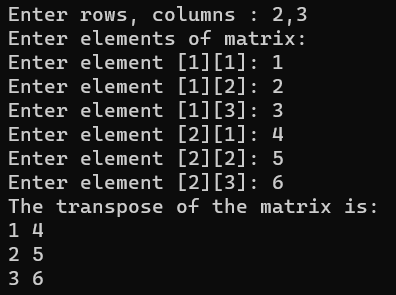 Enter rows, columns : 2,3
Enter elements of matrix:
Enter element [1][1]: 1
Enter element [1][2]: 2
Enter element [1][3]: 3
Enter element [2][1]: 4
Enter element [2][2]: 5
Enter element [2][3]: 6
The transpose of the matrix is:
1 4
2 5
3 6